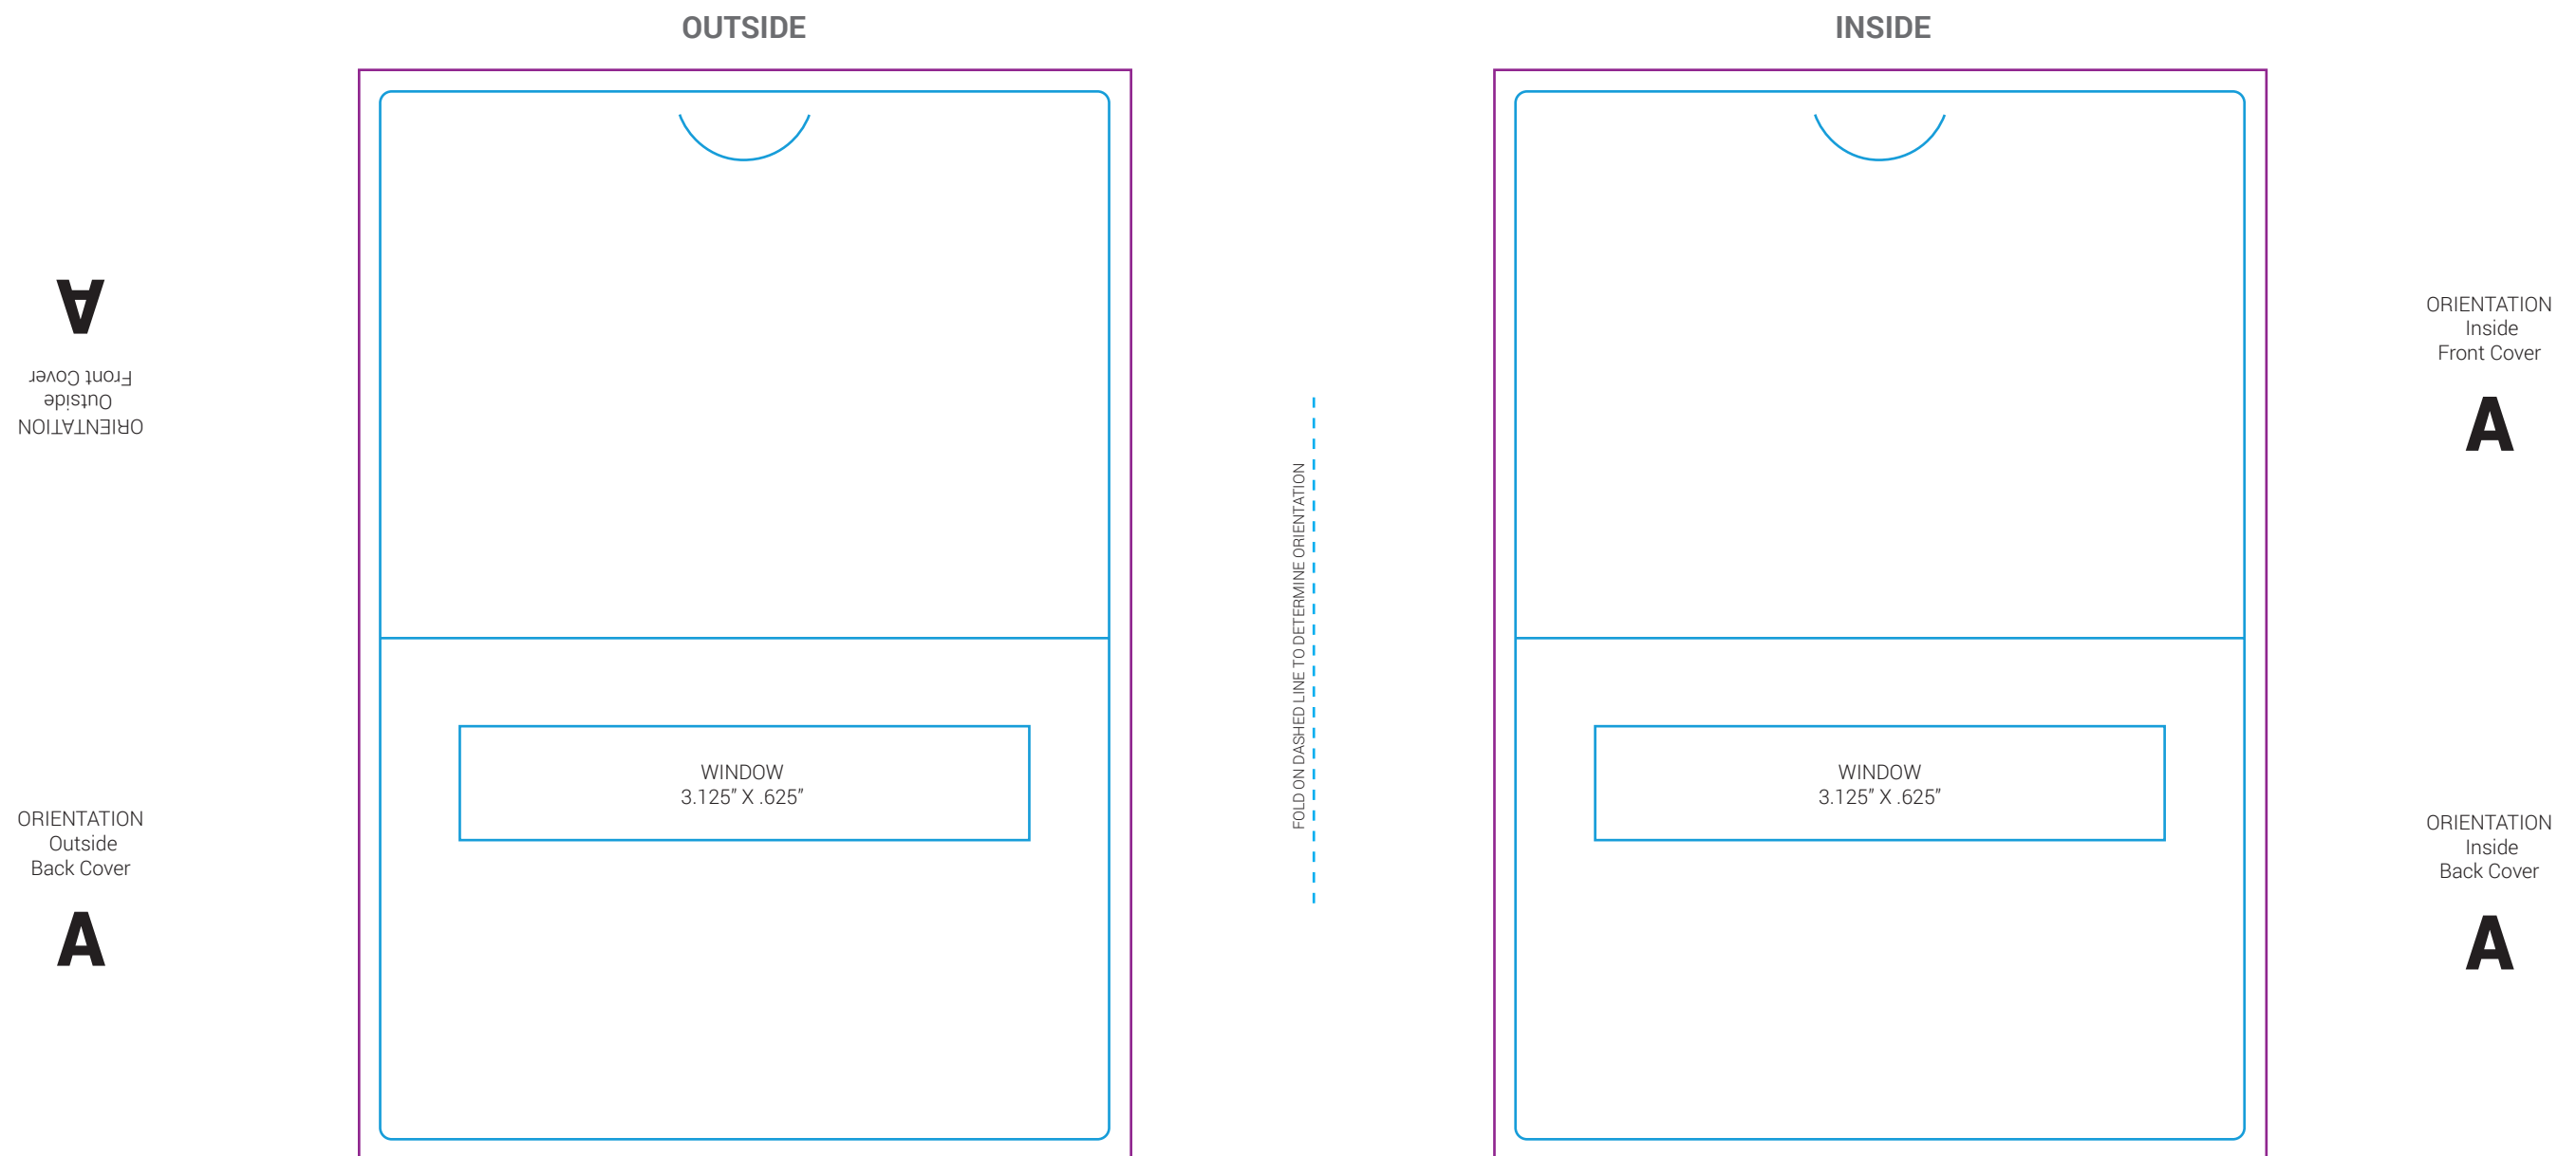 OUTSIDE
INSIDE
ORIENTATION
Outside
Front Cover
A
ORIENTATION
Inside
Front Cover
A
FOLD ON DASHED LINE TO DETERMINE ORIENTATION
WINDOW
3.125” X .625”
WINDOW
3.125” X .625”
ORIENTATION
Outside
Back Cover
A
ORIENTATION
Inside
Back Cover
A